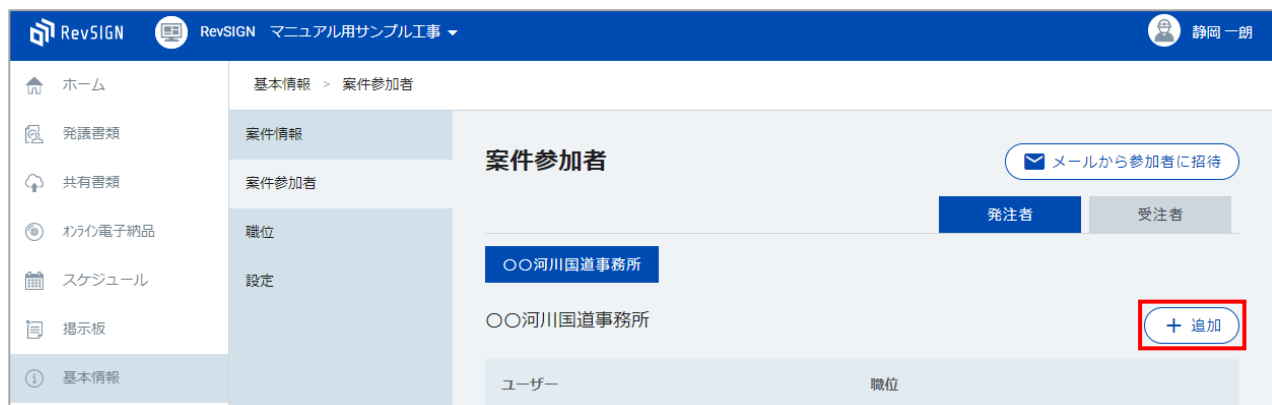 RevSIGN RevSIGN マニュアル用サンプル工事 静岡 一朗
ホーム
発議書類
共有書類
オンライン電子納品
スケジュール
掲示板
基本情報
基本情報 > 案件参加者
案件情報
案件参加者
職位
設定
案件参加者
メールから参加者に招待
発注者 受注者
〇〇河川国道事務所
〇〇河川国道事務所
+ 追加
ユーザー 職位